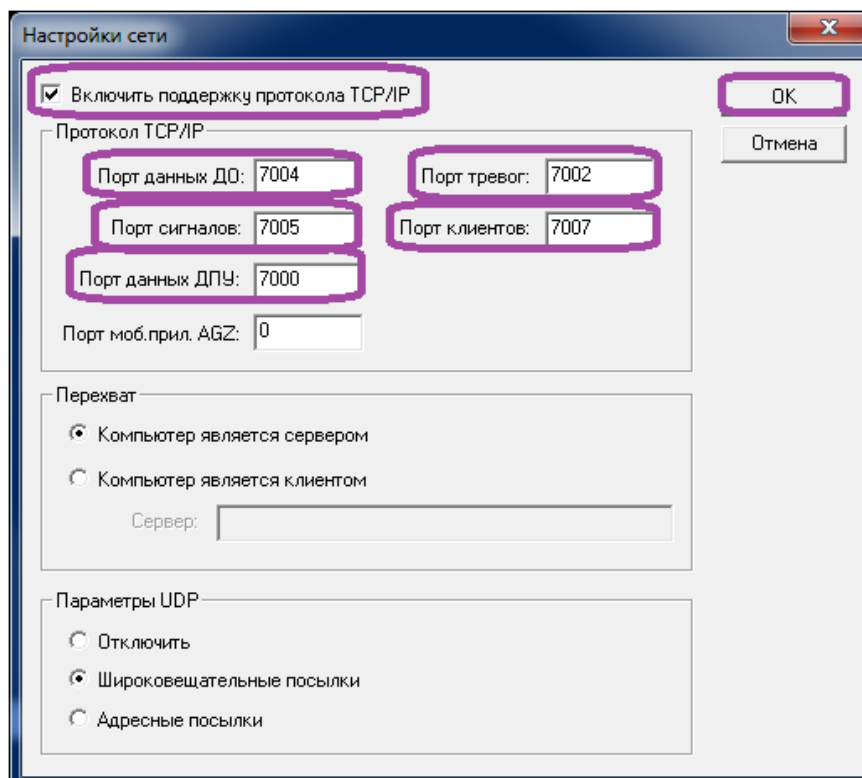 Настройки сети
Включить поддержку протокола TCP/IP
OK
Отмена
Протокол TCP/IP
Порт данных ДО: 7004
Порт тревог: 7002
Порт сигналов: 7005
Порт клиентов: 7007
Порт данных ДПУ: 7000
Порт моб.прил. AGZ: 0
Перехват
Компьютер является сервером
Компьютер является клиентом
Сервер:
Параметры UDP
Отключить
Широковещательные посылки
Адресные посылки